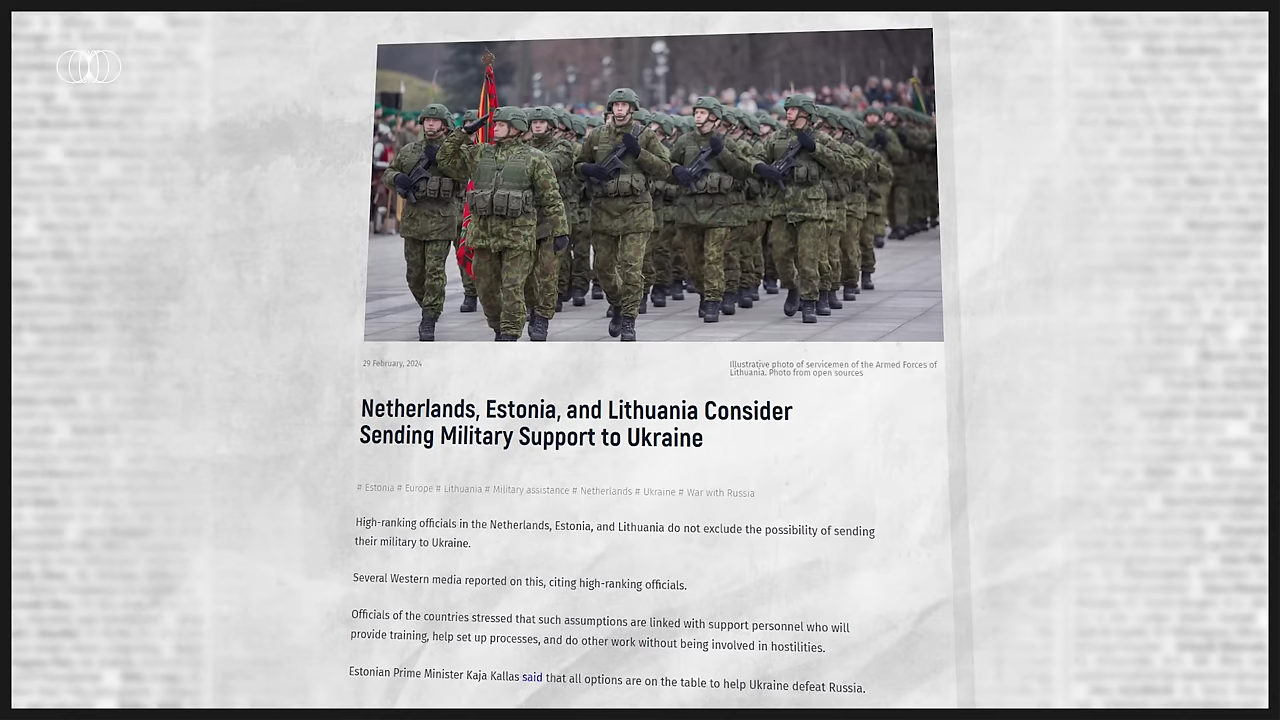 29 February, 2024
Illustrative photo of servicemen of the Armed Forces of
Lithuania. Photo from open sources
Netherlands, Estonia, and Lithuania Consider
Sending Military Support to Ukraine
# Estonia # Europe # Lithuania # Military assistance # Netherlands # Ukraine # War with Russia
High-ranking officials in the Netherlands, Estonia, and Lithuania do not exclude the possibility of sending
their military to Ukraine.
Several Western media reported on this, citing high-ranking officials.
Officials of the countries stressed that such assumptions are linked with support personnel who will
provide training, help set up processes, and do other work without being involved in hostilities.
Estonian Prime Minister Kaja Kallas said that all options are on the table to help Ukraine defeat Russia.